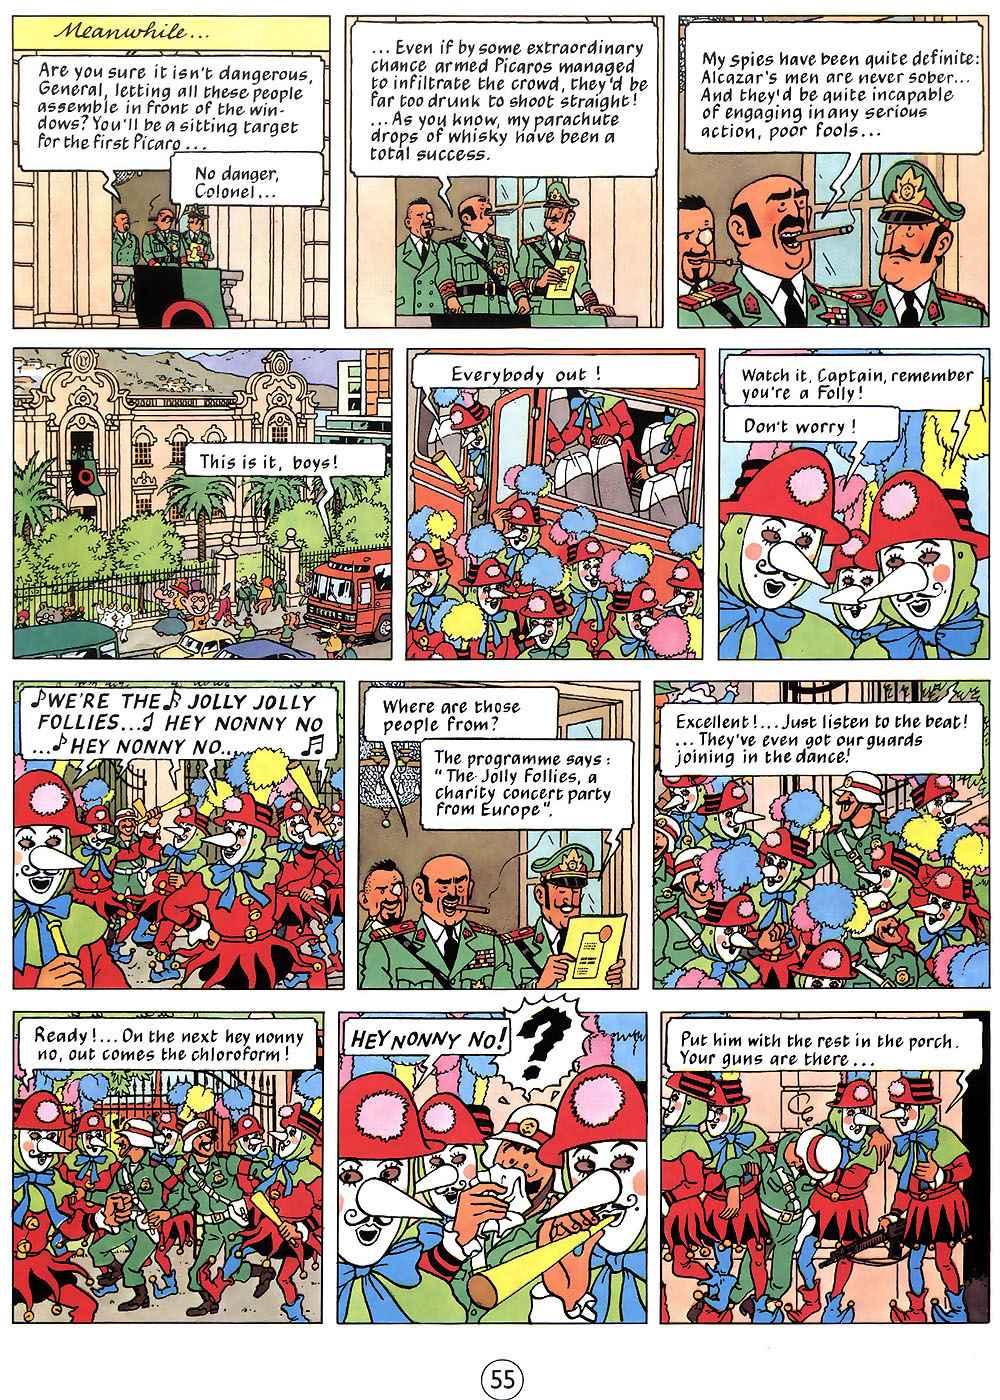 Meanwhile...
Are you sure it isn't dangerous,
General, letting all these people
assemble in front of the win-
dows? You'll be a sitting target
for the first Picaro...
No danger,
Colonel...
... Even if by some extraordinary
chance armed Picaros managed
to infiltrate the crowd, they'd be
far too drunk to shoot straight!
... As you know, my parachute
drops of whisky have been a
total success.
My spies have been quite definite:
Alcazar's men are never sober...
And they'd be quite incapable
of engaging in any serious
action, poor fools...
This is it, boys!
Everybody out!
Watch it, Captain, remember
you're a Folly!
Don't worry!
♪WE'RE THE♪ JOLLY JOLLY
FOLLIES...♪ HEY NONNY NO
...♪HEY NONNY NO... ♫
Where are those
people from?
The programme says:
"The Jolly Follies, a
charity concert party
from Europe".
Excellent!... Just listen to the beat!
... They've even got our guards
joining in the dance!
Ready!... On the next hey nonny
no, out comes the chloroform!
HEY NONNY NO!
?
Put him with the rest in the porch.
Your guns are there...
55